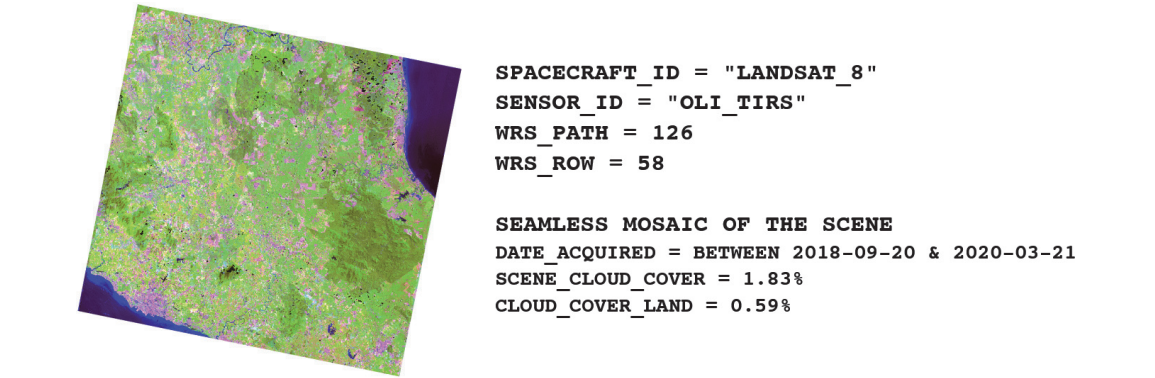 SPACECRAFT_ID = "LANDSAT_8"
SENSOR_ID = "OLI_TIRS"
WRS_PATH = 126
WRS_ROW = 58
SEAMLESS MOSAIC OF THE SCENE
DATE_ACQUIRED = BETWEEN 2018-09-20 & 2020-03-21
SCENE_CLOUD_COVER = 1.83%
CLOUD_COVER_LAND = 0.59%